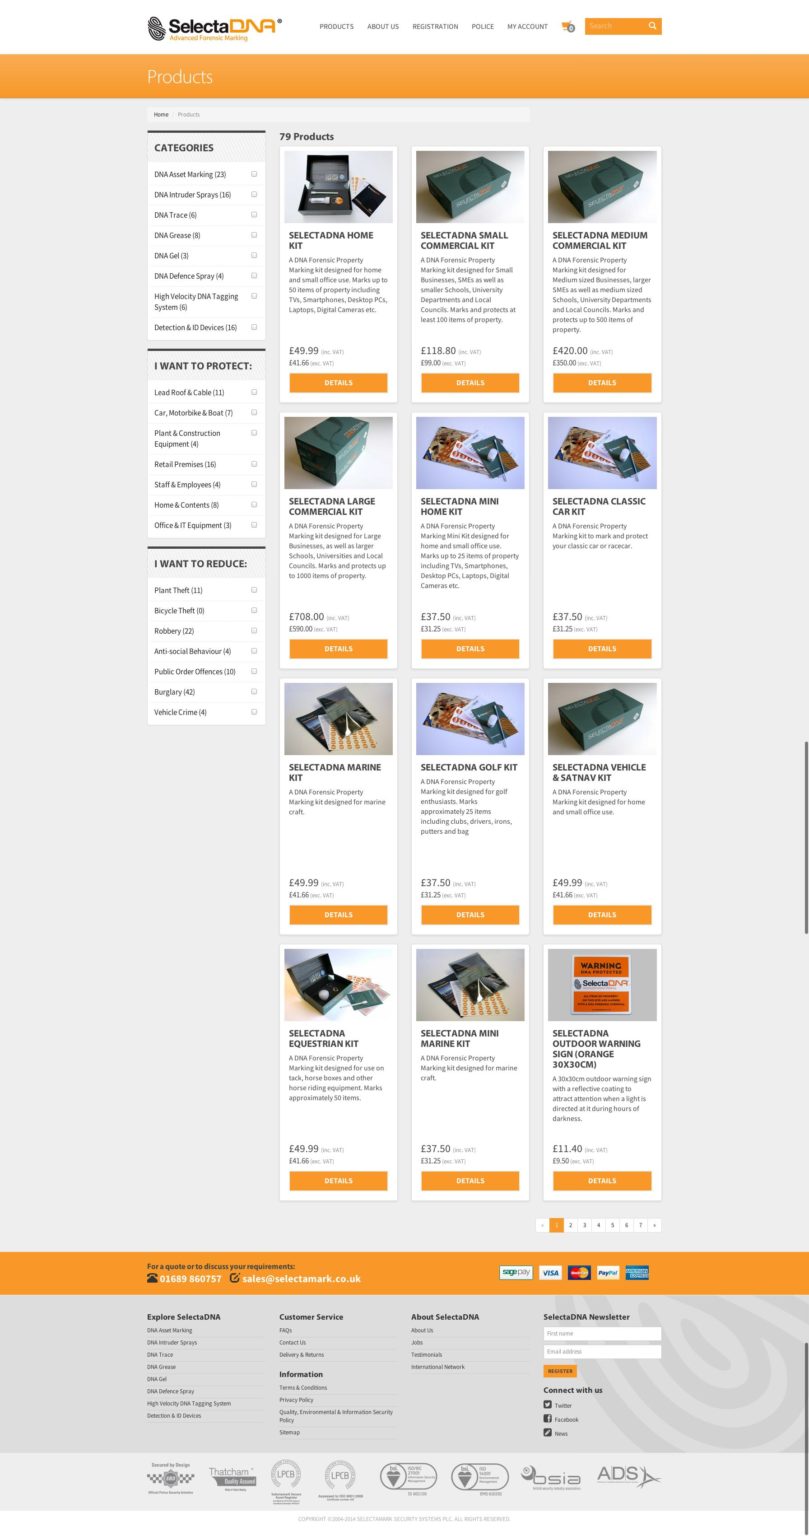 SelectaDNA®
Advanced Forensic Marking
PRODUCTS ABOUT US REGISTRATION POLICE MY ACCOUNT 0 Search
Products
Home / Products
CATEGORIES
DNA Asset Marking (23)
DNA Intruder Sprays (16)
DNA Trace (6)
DNA Grease (8)
DNA Gel (3)
DNA Defence Spray (4)
High Velocity DNA Tagging
System (6)
Detection & ID Devices (16)
I WANT TO PROTECT:
Lead Roof & Cable (11)
Car, Motorbike & Boat (7)
Plant & Construction
Equipment (4)
Retail Premises (16)
Staff & Employees (4)
Home & Contents (8)
Office & IT Equipment (3)
I WANT TO REDUCE:
Plant Theft (11)
Bicycle Theft (0)
Robbery (22)
Anti-social Behaviour (4)
Public Order Offences (10)
Burglary (42)
Vehicle Crime (4)
79 Products
SELECTADNA HOME
KIT
A DNA Forensic Property
Marking kit designed for home
and small office use. Marks up to
50 items of property including
TVs, Smartphones, Desktop PCs,
Laptops, Digital Cameras etc.
£49.99 (inc. VAT)
£41.66 (exc. VAT)
DETAILS
SELECTADNA SMALL
COMMERCIAL KIT
A DNA Forensic Property
Marking kit designed for Small
Businesses, SMEs as well as
smaller Schools, University
Departments and Local
Councils. Marks and protects at
least 100 items of property.
£118.80 (inc. VAT)
£99.00 (exc. VAT)
DETAILS
SELECTADNA MEDIUM
COMMERCIAL KIT
A DNA Forensic Property
Marking kit designed for
Medium sized Businesses, larger
SMEs as well as medium sized
Schools, University Departments
and Local Councils. Marks and
protects up to 500 items of
property.
£420.00 (inc. VAT)
£350.00 (exc. VAT)
DETAILS
SELECTADNA LARGE
COMMERCIAL KIT
A DNA Forensic Property
Marking kit designed for Large
Businesses, as well as larger
Schools, Universities and Local
Councils. Marks and protects up
to 1000 items of property.
£708.00 (inc. VAT)
£590.00 (exc. VAT)
DETAILS
SELECTADNA MINI
HOME KIT
A DNA Forensic Property
Marking Mini Kit designed for
home and small office use.
Marks up to 25 items of property
including TVs, Smartphones,
Desktop PCs, Laptops, Digital
Cameras etc.
£37.50 (inc. VAT)
£31.25 (exc. VAT)
DETAILS
SELECTADNA CLASSIC
CAR KIT
A DNA Forensic Property
Marking kit to mark and protect
your classic car or racecar.
£37.50 (inc. VAT)
£31.25 (exc. VAT)
DETAILS
SELECTADNA MARINE
KIT
A DNA Forensic Property
Marking kit designed for marine
craft.
£49.99 (inc. VAT)
£41.66 (exc. VAT)
DETAILS
SELECTADNA GOLF KIT
A DNA Forensic Property
Marking kit designed for golf
enthusiasts. Marks
approximately 25 items
including clubs, drivers, irons,
putters and bag
£37.50 (inc. VAT)
£31.25 (exc. VAT)
DETAILS
SELECTADNA VEHICLE
& SATNAV KIT
A DNA Forensic Property
Marking kit designed for home
and small office use.
£49.99 (inc. VAT)
£41.66 (exc. VAT)
DETAILS
SELECTADNA
EQUESTRIAN KIT
A DNA Forensic Property
Marking kit designed for use on
tack, horse boxes and other
horse riding equipment. Marks
approximately 50 items.
£49.99 (inc. VAT)
£41.66 (exc. VAT)
DETAILS
SELECTADNA MINI
MARINE KIT
A DNA Forensic Property
Marking kit designed for marine
craft.
£37.50 (inc. VAT)
£31.25 (exc. VAT)
DETAILS
WARNING
DNA PROTECTED
SelectaDNA
SELECTADNA
OUTDOOR WARNING
SIGN (ORANGE
30X30CM)
A 30x30cm outdoor warning sign
with a reflective coating to
attract attention when a light is
directed at it during hours of
darkness.
£11.40 (inc. VAT)
£9.50 (exc. VAT)
DETAILS
« 1 2 3 4 5 6 7 »
For a quote or to discuss your requirements:
01689 860757 sales@selectamark.co.uk
sage pay VISA MasterCard PayPal AMERICAN EXPRESS
Explore SelectaDNA
DNA Asset Marking
DNA Intruder Sprays
DNA Trace
DNA Grease
DNA Gel
DNA Defence Spray
High Velocity DNA Tagging System
Detection & ID Devices
Customer Service
FAQs
Contact Us
Delivery & Returns
Information
Terms & Conditions
Privacy Policy
Quality, Environmental & Information Security
Policy
Sitemap
About SelectaDNA
About Us
Jobs
Testimonials
International Network
SelectaDNA Newsletter
First name
Email address
REGISTER
Connect with us
Twitter
Facebook
News
Secured by Design
Official Police Security Initiative
Thatcham
Quality Assured
LPCB
LPCB
bsi. ISO/IEC 27001 Information Security Management
bsi. ISO 14001 Environmental Management
bsia
ADS
COPYRIGHT ©2004-2014 SELECTAMARK SECURITY SYSTEMS PLC. ALL RIGHTS RESERVED.